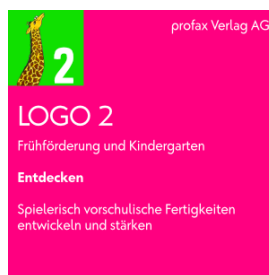 profax Verlag AG
2
LOGO 2
Frühförderung und Kindergarten
Entdecken
Spielerisch vorschulische Fertigkeiten
entwickeln und stärken